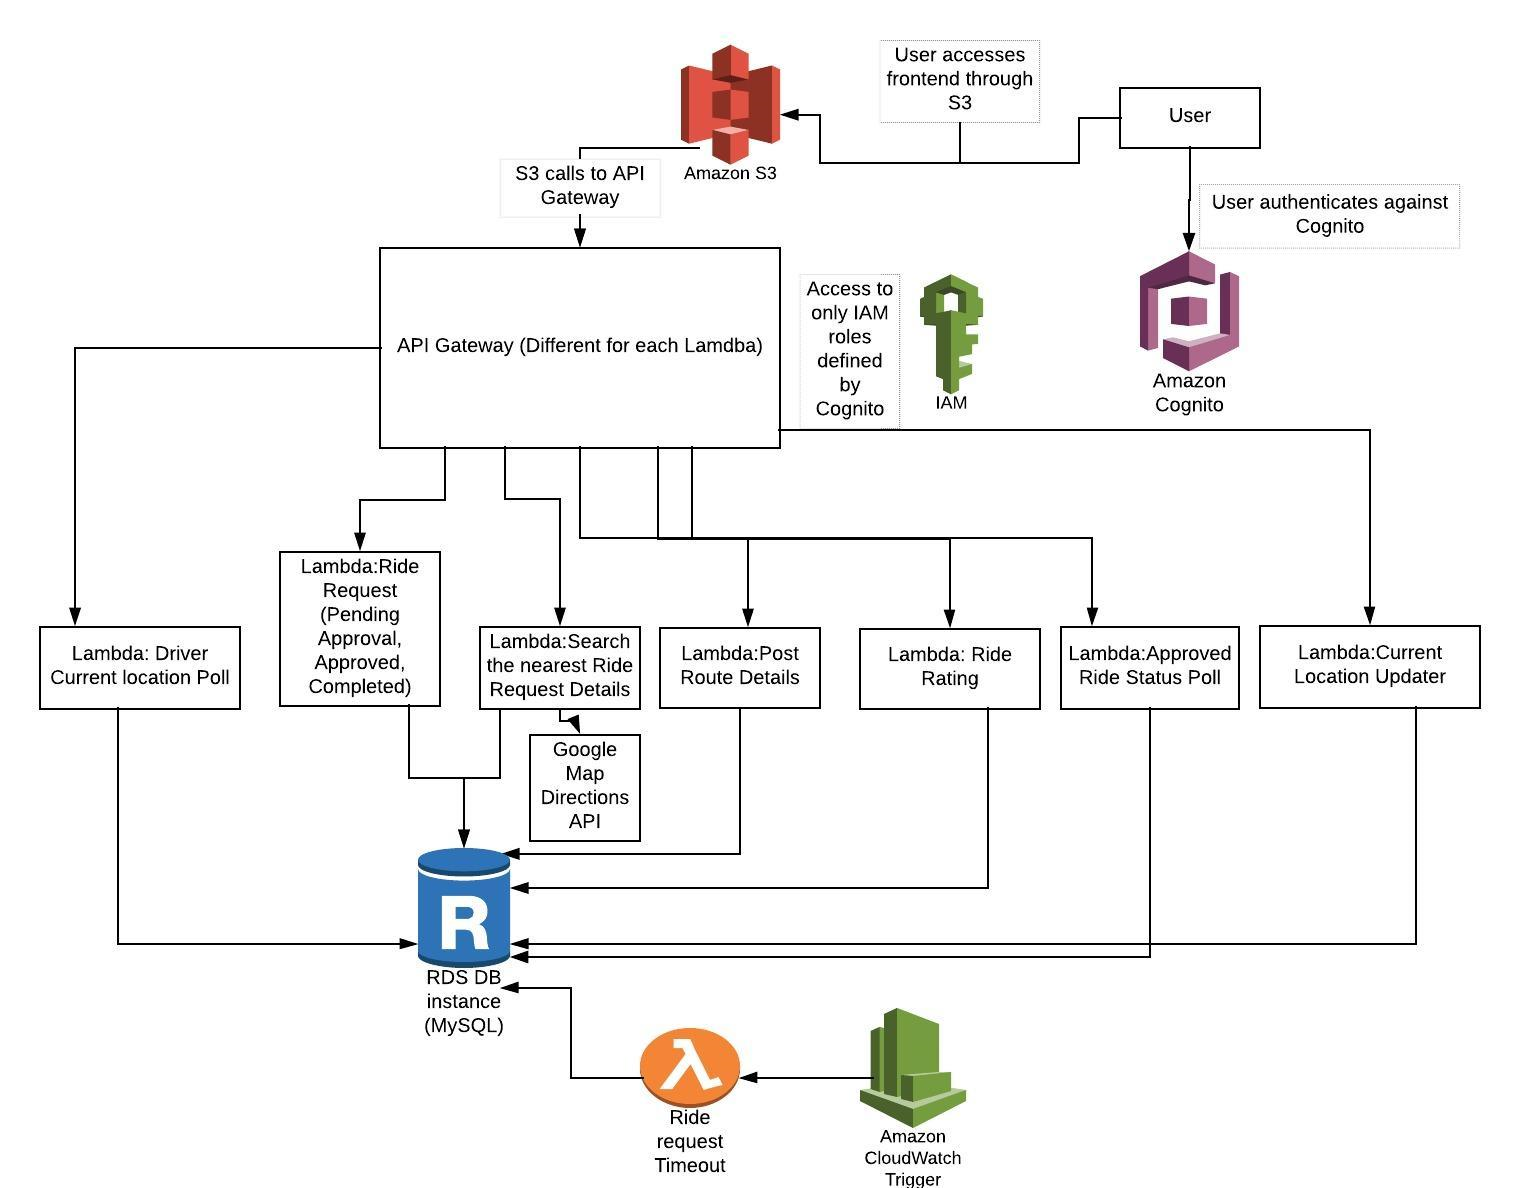 User accesses
frontend through
S3
User
Amazon S3
S3 calls to API
Gateway
User authenticates against
Cognito
API Gateway (Different for each Lamdba)
Access to
only IAM
roles
defined
by
Cognito
IAM
Amazon
Cognito
Lambda: Driver
Current location Poll
Lambda:Ride
Request
(Pending
Approval,
Approved,
Completed)
Lambda:Search
the nearest Ride
Request Details
Lambda:Post
Route Details
Lambda: Ride
Rating
Lambda:Approved
Ride Status Poll
Lambda:Current
Location Updater
Google
Map
Directions
API
R
RDS DB
instance
(MySQL)
λ
Ride
request
Timeout
Amazon
CloudWatch
Trigger